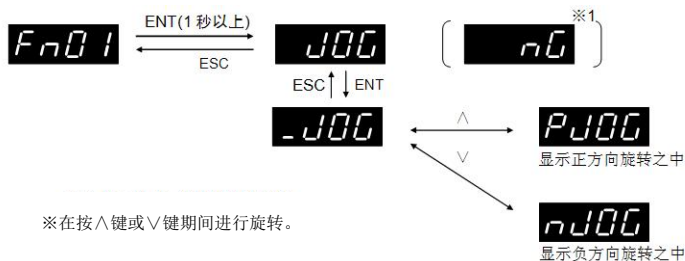 ※1
ENT(1秒以上)
Fn01
JOG
nG
ESC
ESC
ENT
_JOG
∧
PJOG
显示正方向旋转之中
∨
※在按∧键或∨键期间进行旋转。
nJOG
显示负方向旋转之中